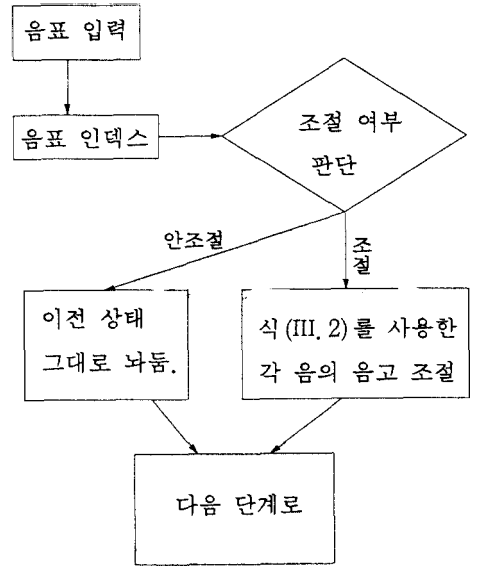 음표 입력
음표 인덱스
조절 여부
판단
안조절
조
절
이전 상태
그대로 놔둠.
식(III. 2)를 사용한
각 음의 음고 조절
다음 단계로